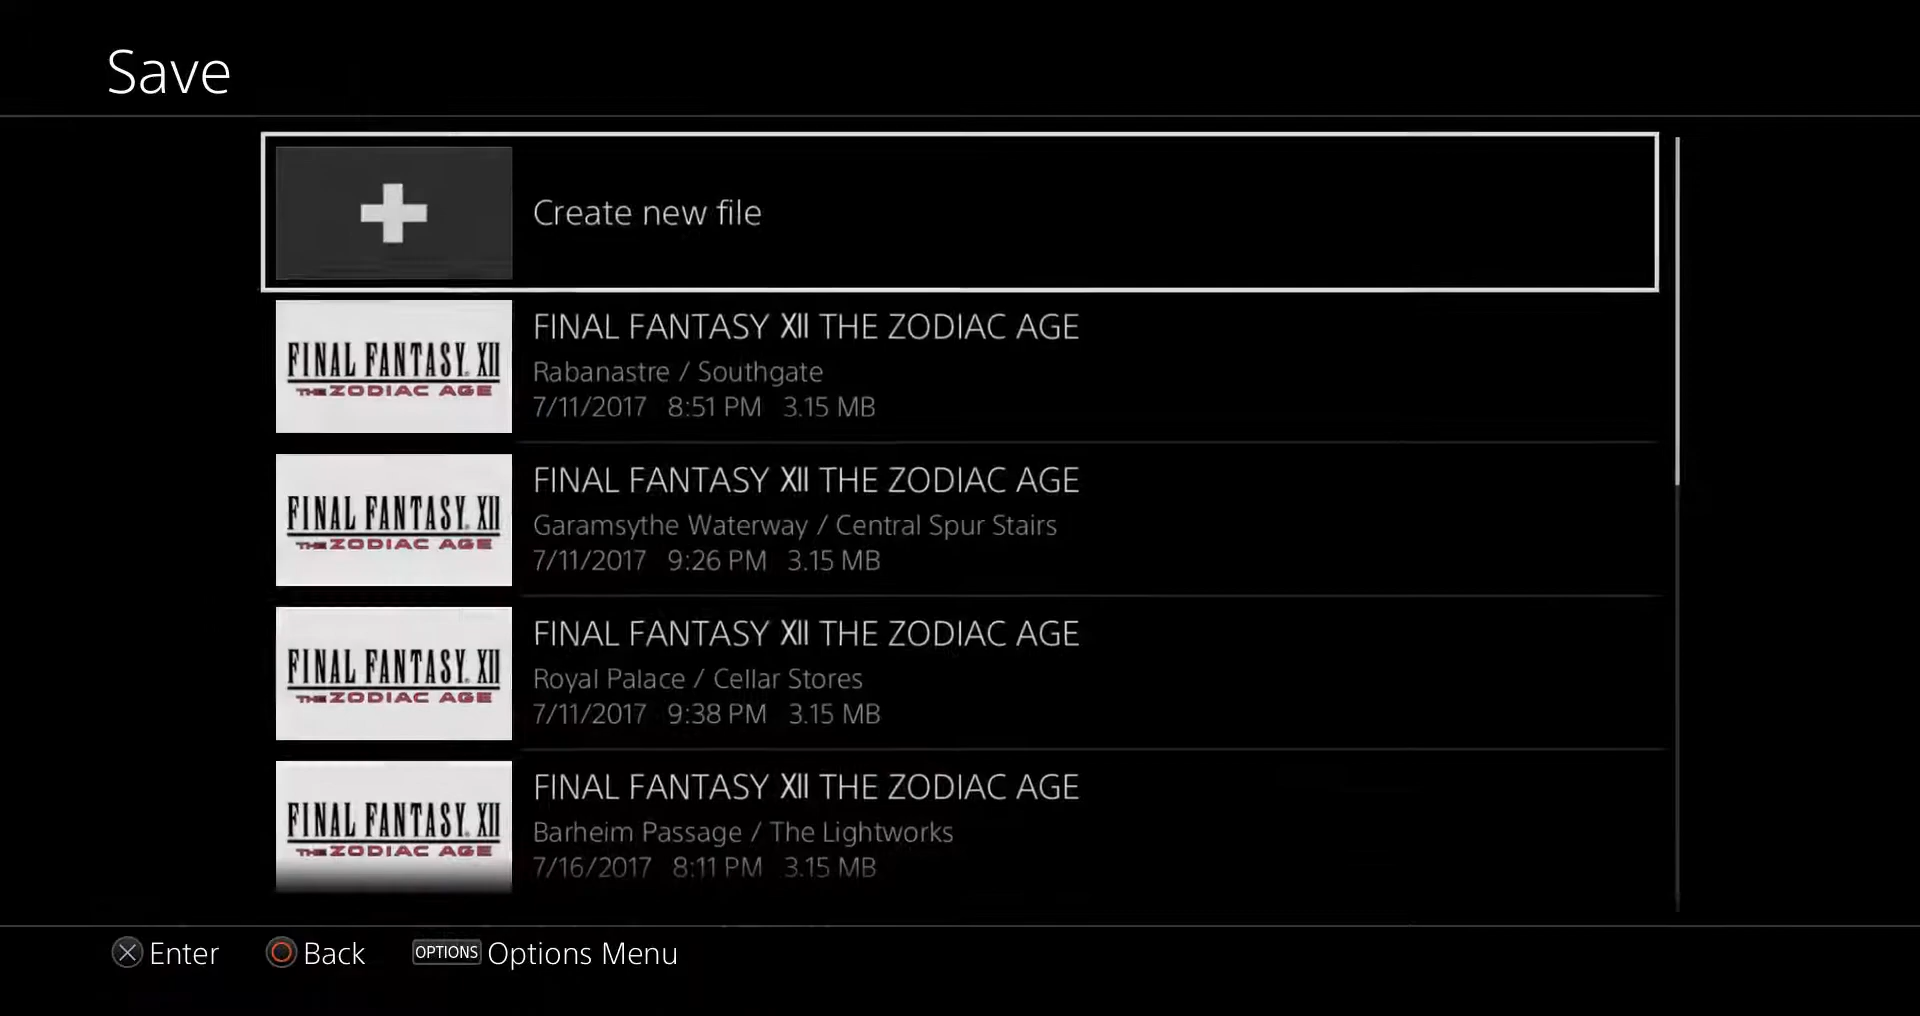 Save
Create new file
FINAL FANTASY XII
THE ZODIAC AGE
FINAL FANTASY XII THE ZODIAC AGE
Rabanastre / Southgate
7/11/2017 8:51 PM 3.15 MB
FINAL FANTASY XII
THE ZODIAC AGE
FINAL FANTASY XII THE ZODIAC AGE
Garamsythe Waterway / Central Spur Stairs
7/11/2017 9:26 PM 3.15 MB
FINAL FANTASY XII
THE ZODIAC AGE
FINAL FANTASY XII THE ZODIAC AGE
Royal Palace / Cellar Stores
7/11/2017 9:38 PM 3.15 MB
FINAL FANTASY XII
THE ZODIAC AGE
FINAL FANTASY XII THE ZODIAC AGE
Barheim Passage / The Lightworks
7/16/2017 8:11 PM 3.15 MB
Enter Back OPTIONS Options Menu